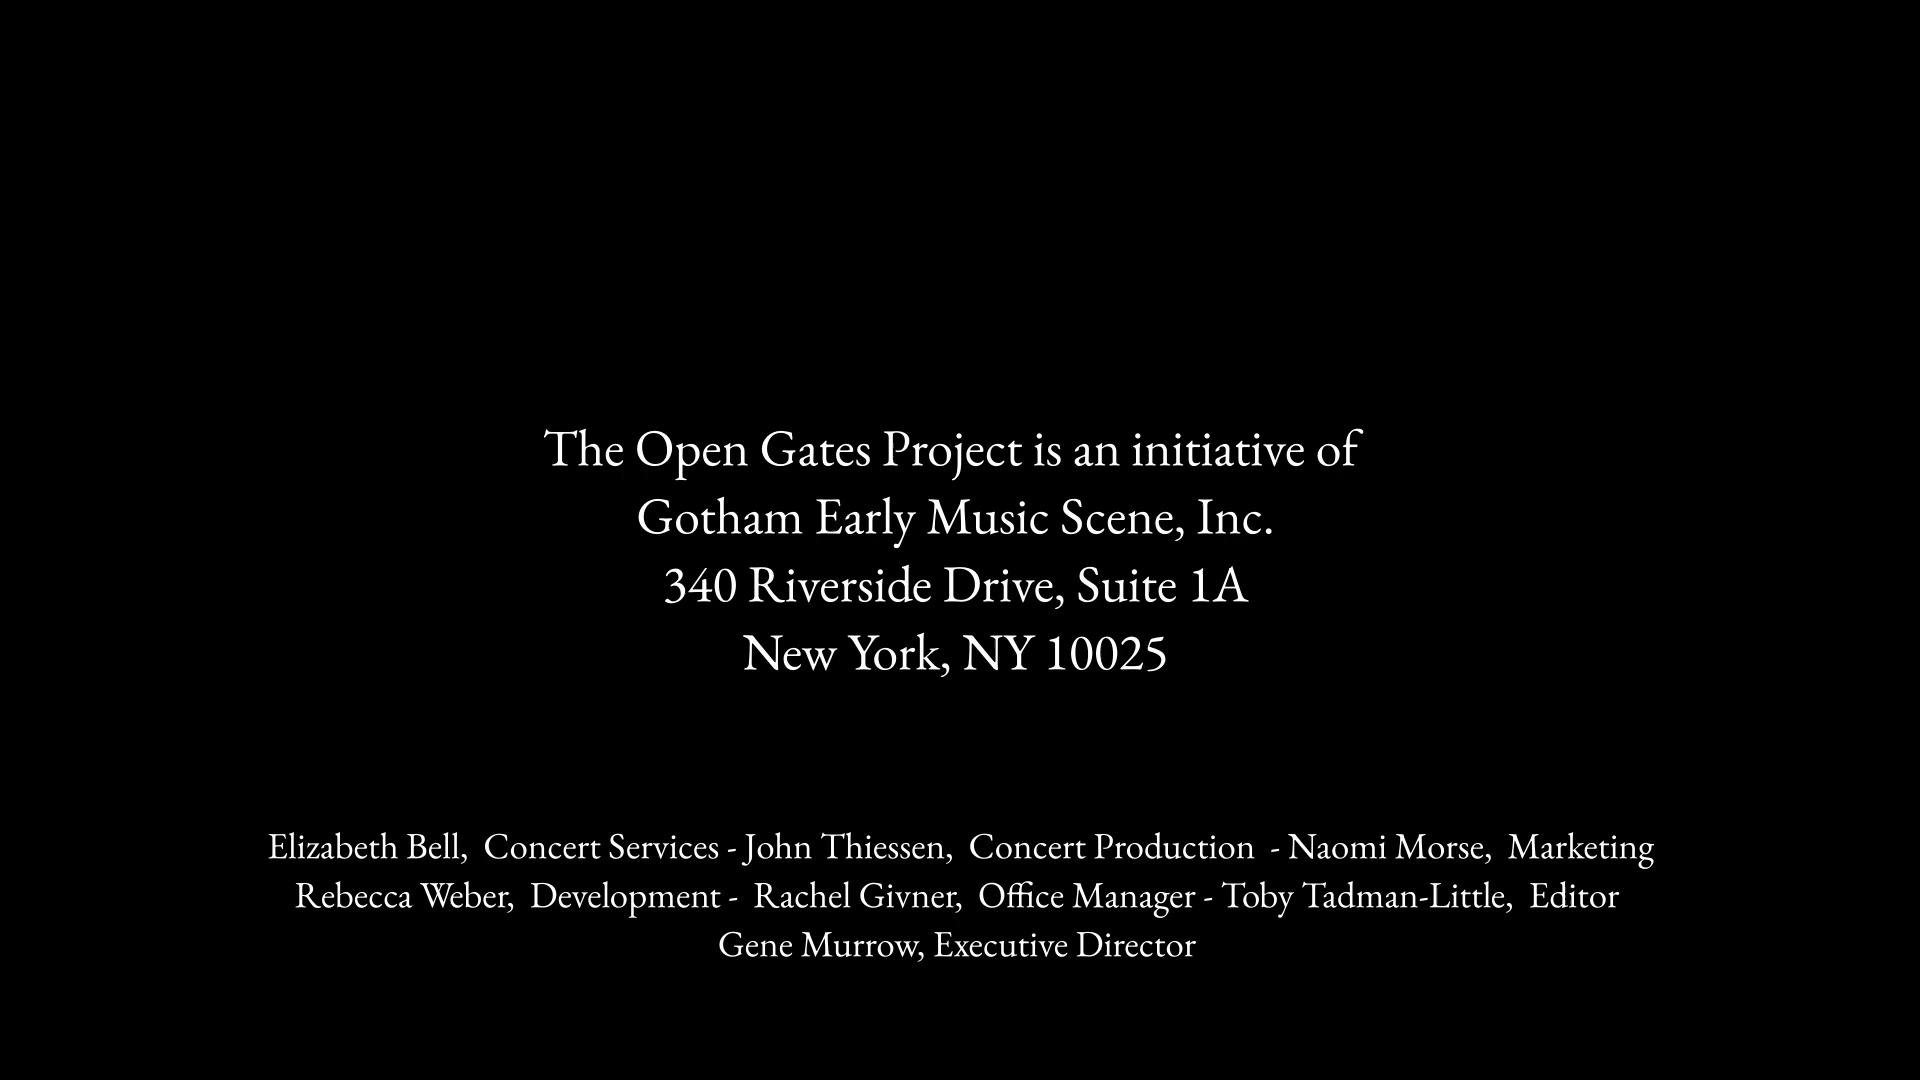 The Open Gates Project is an initiative of
Gotham Early Music Scene, Inc.
340 Riverside Drive, Suite 1A
New York, NY 10025
Elizabeth Bell,  Concert Services - John Thiessen,  Concert Production  - Naomi Morse,  Marketing
Rebecca Weber,  Development -  Rachel Givner,  Office Manager - Toby Tadman-Little,  Editor
Gene Murrow, Executive Director